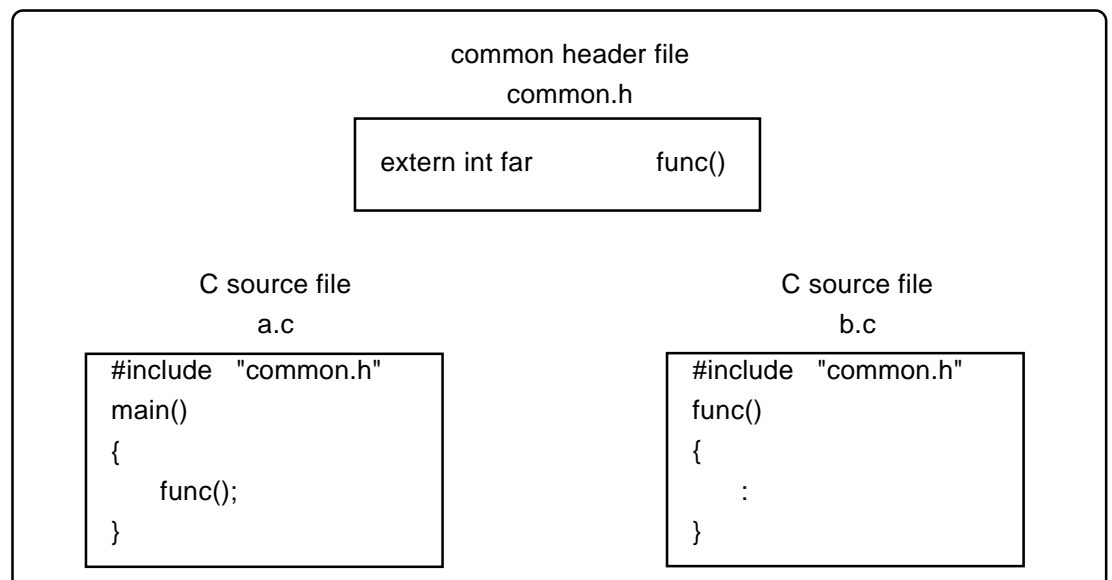 common header file
common.h
extern int far func()
C source file
a.c
#include "common.h"
main()
{
func();
}
C source file
b.c
#include "common.h"
func()
{
:
}